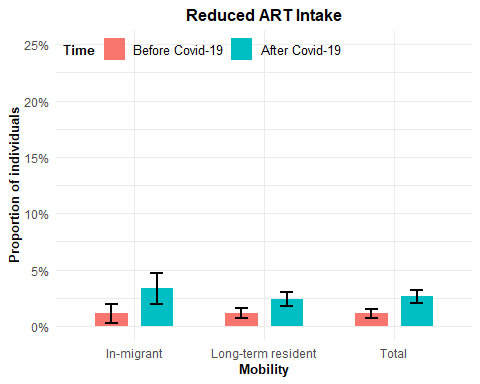 Reduced ART Intake
Time Before Covid-19 After Covid-19
25%
20%
15%
10%
5%
0%
Proportion of individuals
In-migrant Long-term resident Total
Mobility